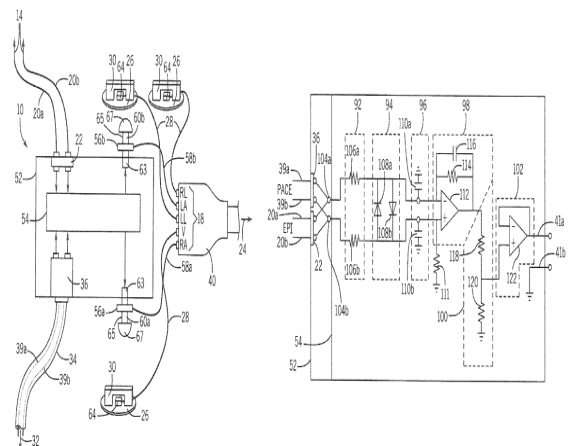 14
20b
20a
10
22
52
54
36
34
39a
39b
32
30
64
26
30
64
26
28
67
65
60b
56b
58b
63
RL
LA
LL
V
RA
18
40
24
58a
63
56a
65
60a
67
28
30
64
26
92
94
96
98
36
39a
PACE
39b
20a
EPI
20b
22
104a
104b
106a
106b
108a
108b
110a
110b
116
114
112
111
102
118
120
100
122
41a
41b
54
52